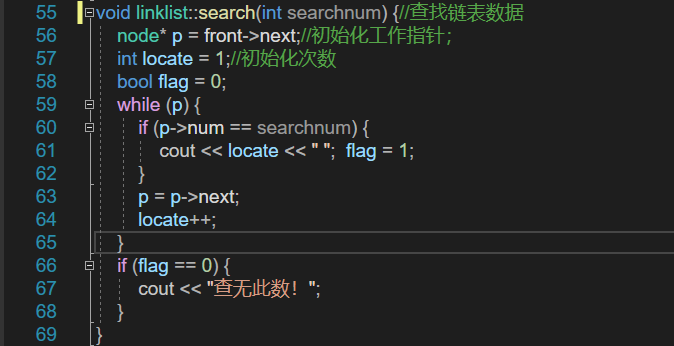 55 void linklist::search(int searchnum) {//查找链表数据
56 node* p = front->next;//初始化工作指针;
57 int locate = 1;//初始化次数
58 bool flag = 0;
59 while (p) {
60 if (p->num == searchnum) {
61 cout << locate << " ";  flag = 1;
62 }
63 p = p->next;
64 locate++;
65 }
66 if (flag == 0) {
67 cout << "查无此数！";
68 }
69 }